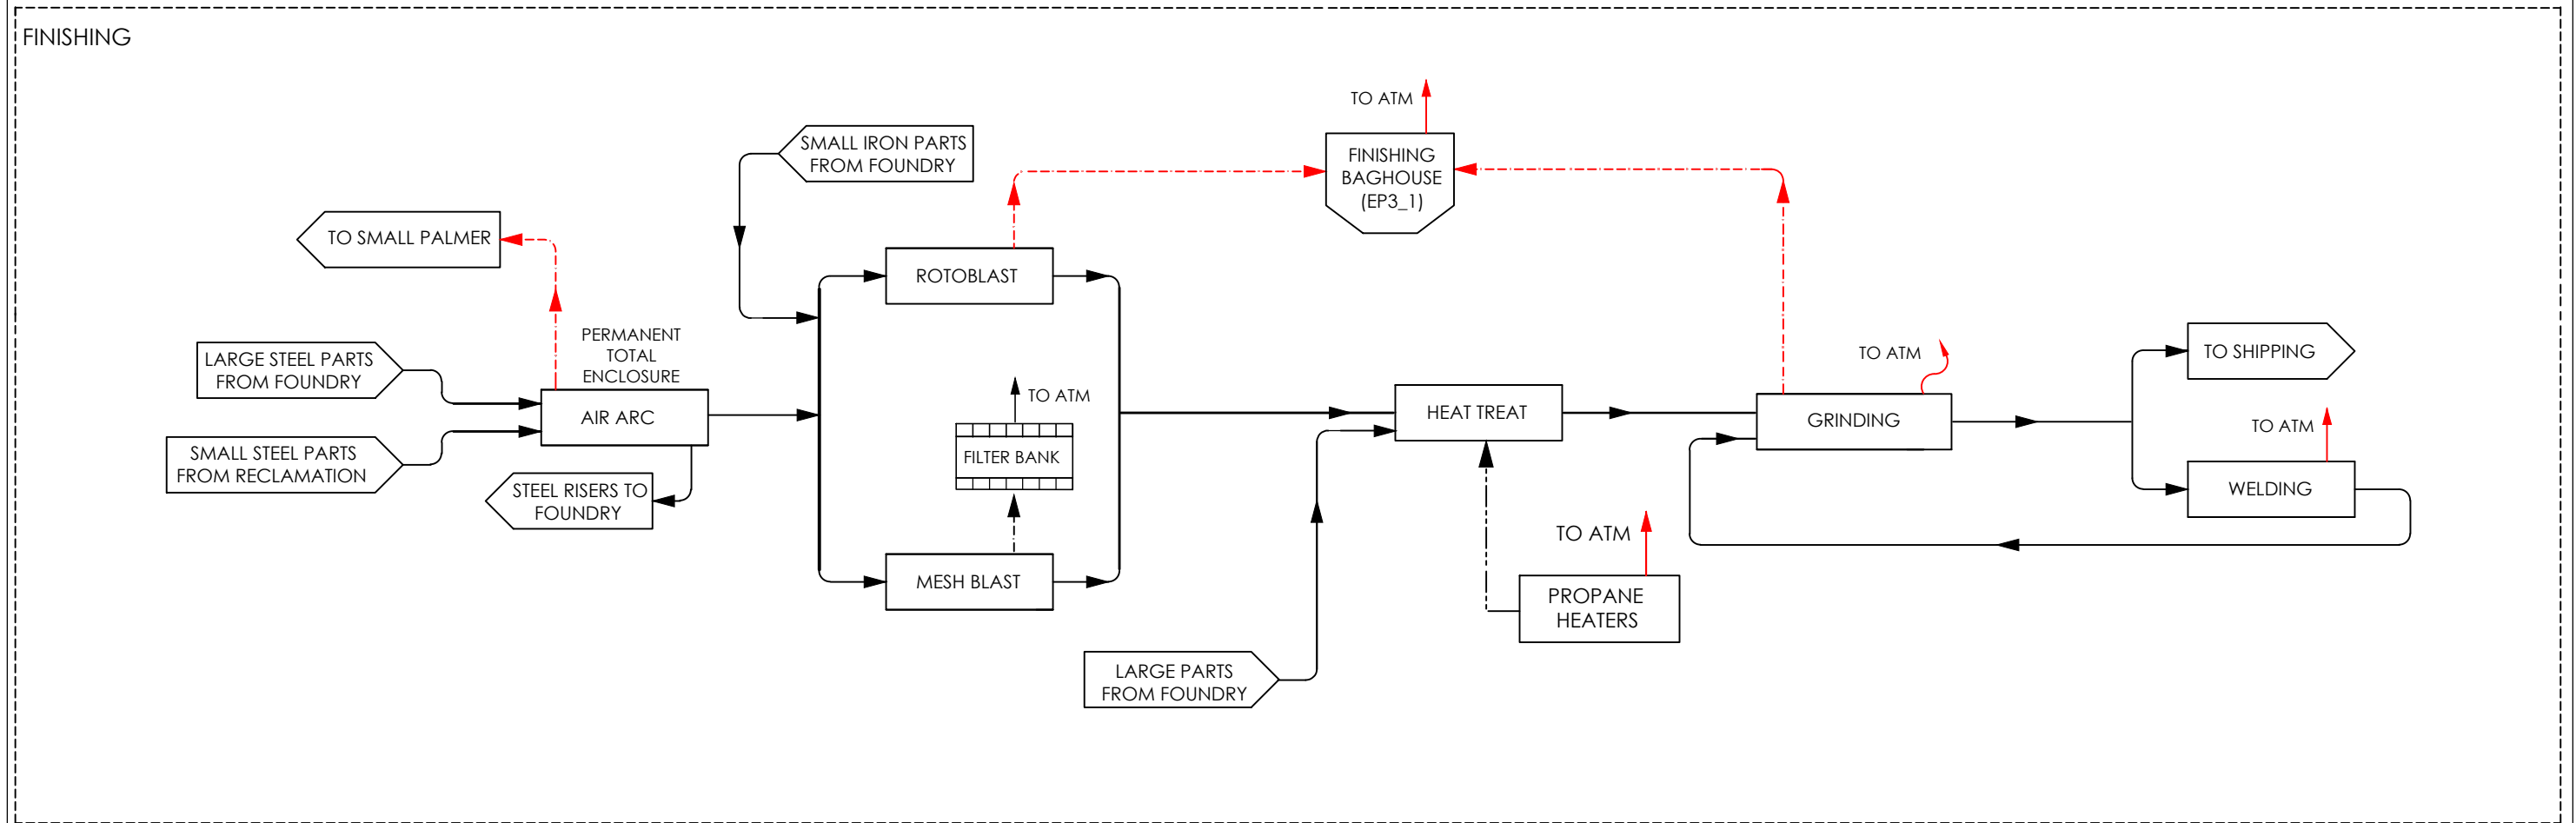 FINISHING
TO ATM
SMALL IRON PARTS
FROM FOUNDRY
FINISHING
BAGHOUSE
(EP3_1)
TO SMALL PALMER
ROTOBLAST
PERMANENT
TOTAL
ENCLOSURE
LARGE STEEL PARTS
FROM FOUNDRY
AIR ARC
SMALL STEEL PARTS
FROM RECLAMATION
STEEL RISERS TO
FOUNDRY
TO ATM
FILTER BANK
MESH BLAST
HEAT TREAT
TO ATM
GRINDING
TO SHIPPING
TO ATM
WELDING
TO ATM
PROPANE
HEATERS
LARGE PARTS
FROM FOUNDRY